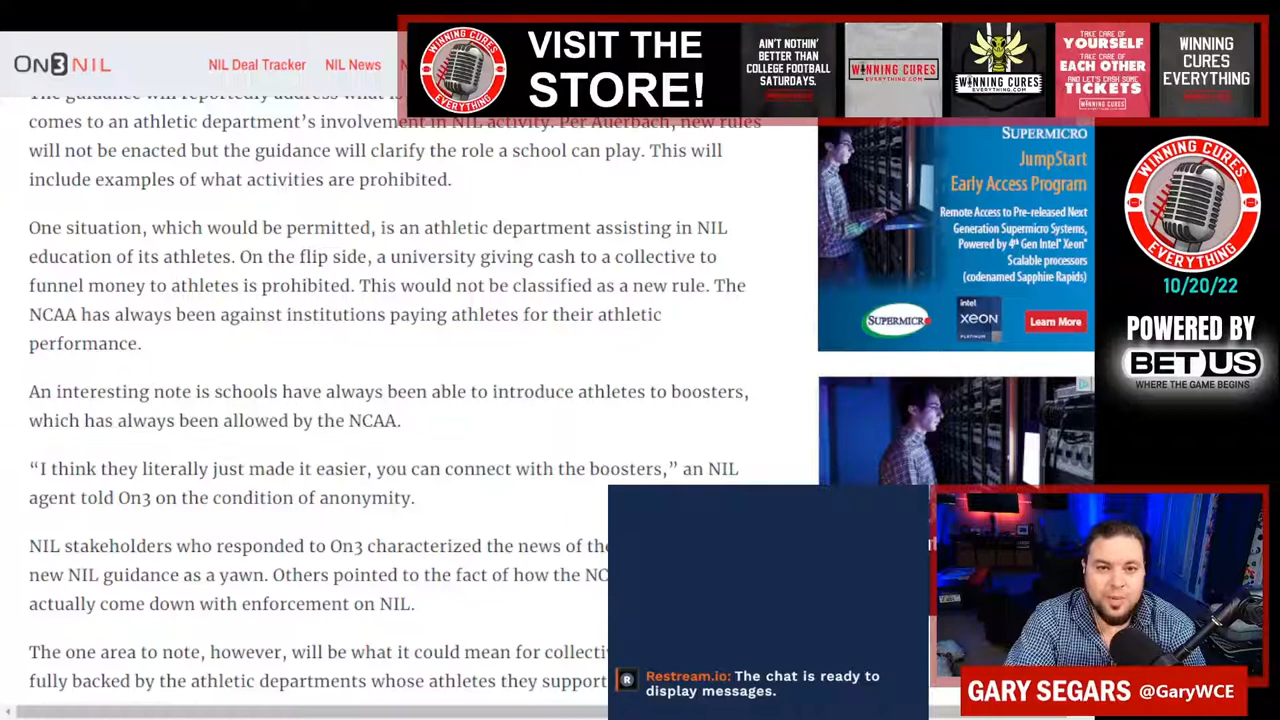 VISIT THE
STORE!
AIN'T NOTHIN'
BETTER THAN
COLLEGE FOOTBALL
SATURDAYS.
WINNING CURES
EVERYTHING.COM
WINNING CURES
EVERYTHING.COM
TAKE CARE OF
YOURSELF
TAKE CARE OF
EACH OTHER
AND LET'S CASH SOME
TICKETS
WINNING CURES
WINNING
CURES
EVERYTHING
WINNING CURES
EVERYTHING
On3 NIL
NIL Deal Tracker
NIL News
comes to an athletic department's involvement in NIL activity. Per Auerbach, new rules
will not be enacted but the guidance will clarify the role a school can play. This will
include examples of what activities are prohibited.
One situation, which would be permitted, is an athletic department assisting in NIL
education of its athletes. On the flip side, a university giving cash to a collective to
funnel money to athletes is prohibited. This would not be classified as a new rule. The
NCAA has always been against institutions paying athletes for their athletic
performance.
An interesting note is schools have always been able to introduce athletes to boosters,
which has always been allowed by the NCAA.
“I think they literally just made it easier, you can connect with the boosters,” an NIL
agent told On3 on the condition of anonymity.
NIL stakeholders who responded to On3 characterized the news of the
new NIL guidance as a yawn. Others pointed to the fact of how the NC
actually come down with enforcement on NIL.
The one area to note, however, will be what it could mean for collecti
fully backed by the athletic departments whose athletes they support
SUPERMICRO
JumpStart
Early Access Program
Remote Access to Pre-released Next
Generation Supermicro Systems,
Powered by 4th Gen Intel® Xeon®
Scalable processors
(codenamed Sapphire Rapids)
SUPERMICR
intel
XEON
PLATINUM
Learn More
WINNING CURES
EVERYTHING
10/20/22
POWERED BY
BETUS
WHERE THE GAME BEGINS
Restream.io: The chat is ready to
display messages.
GARY SEGARS @GaryWCE